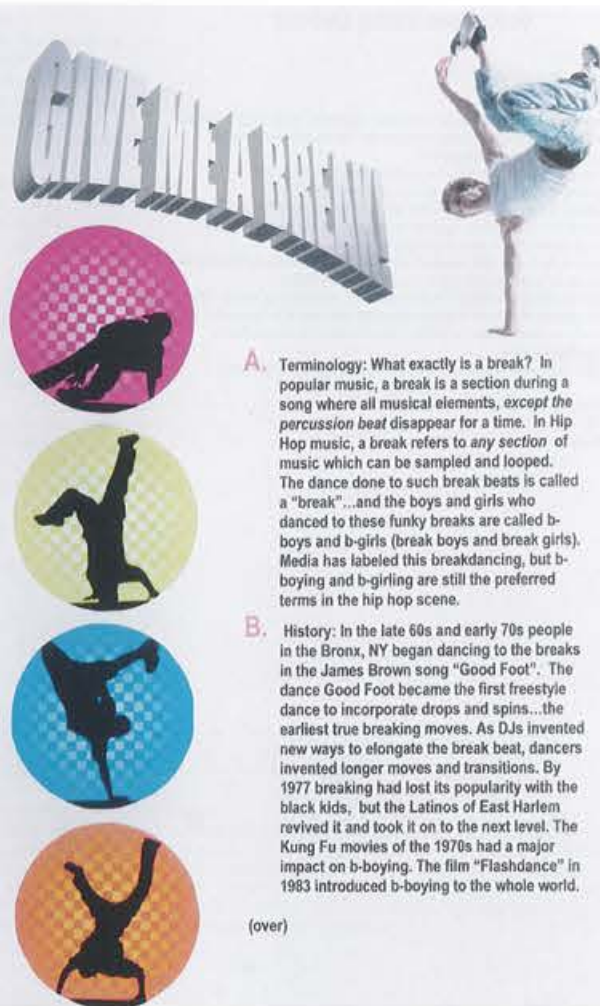 GIVE ME A BREAK!
A. Terminology: What exactly is a break? In
popular music, a break is a section during a
song where all musical elements, except the
percussion beat disappear for a time. In Hip
Hop music, a break refers to any section of
music which can be sampled and looped.
The dance done to such break beats is called
a "break"...and the boys and girls who
danced to these funky breaks are called b-
boys and b-girls (break boys and break girls).
Media has labeled this breakdancing, but b-
boying and b-girling are still the preferred
terms in the hip hop scene.
B. History: In the late 60s and early 70s people
in the Bronx, NY began dancing to the breaks
in the James Brown song "Good Foot". The
dance Good Foot became the first freestyle
dance to incorporate drops and spins...the
earliest true breaking moves. As DJs invented
new ways to elongate the break beat, dancers
invented longer moves and transitions. By
1977 breaking had lost its popularity with the
black kids, but the Latinos of East Harlem
revived it and took it on to the next level. The
Kung Fu movies of the 1970s had a major
impact on b-boying. The film "Flashdance" in
1983 introduced b-boying to the whole world.
(over)